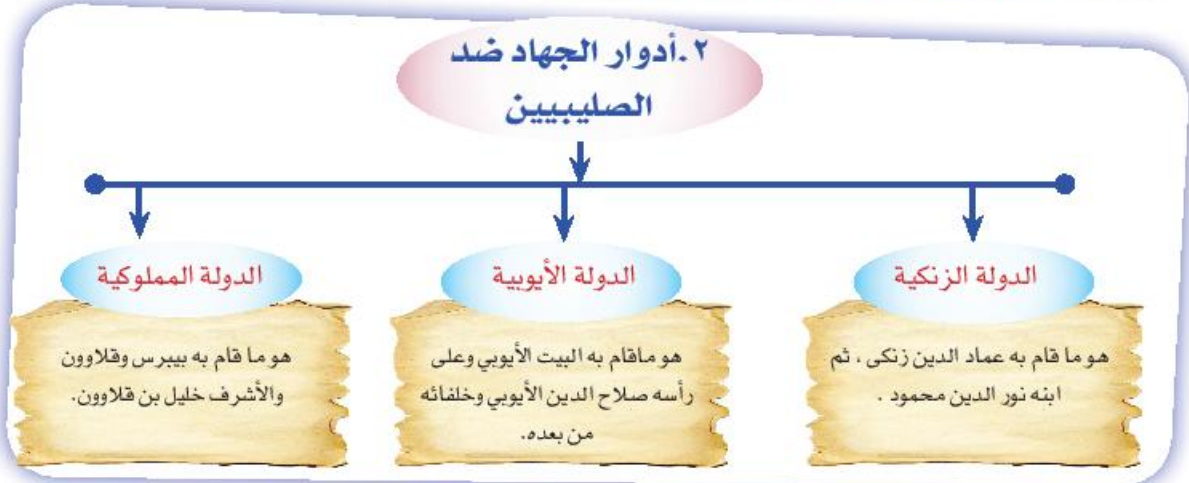 ٢.أدوار الجهاد ضد
الصليبيين
الدولة الزنكية
هو ما قام به عماد الدين زنكى ، ثم
ابنه نور الدين محمود .
الدولة الأيوبية
هو ماقام به البيت الأيوبي وعلى
رأسه صلاح الدين الأيوبي وخلفائه
من بعده.
الدولة المملوكية
هو ما قام به بيبرس وقلاوون
والأشرف خليل بن قلاوون.